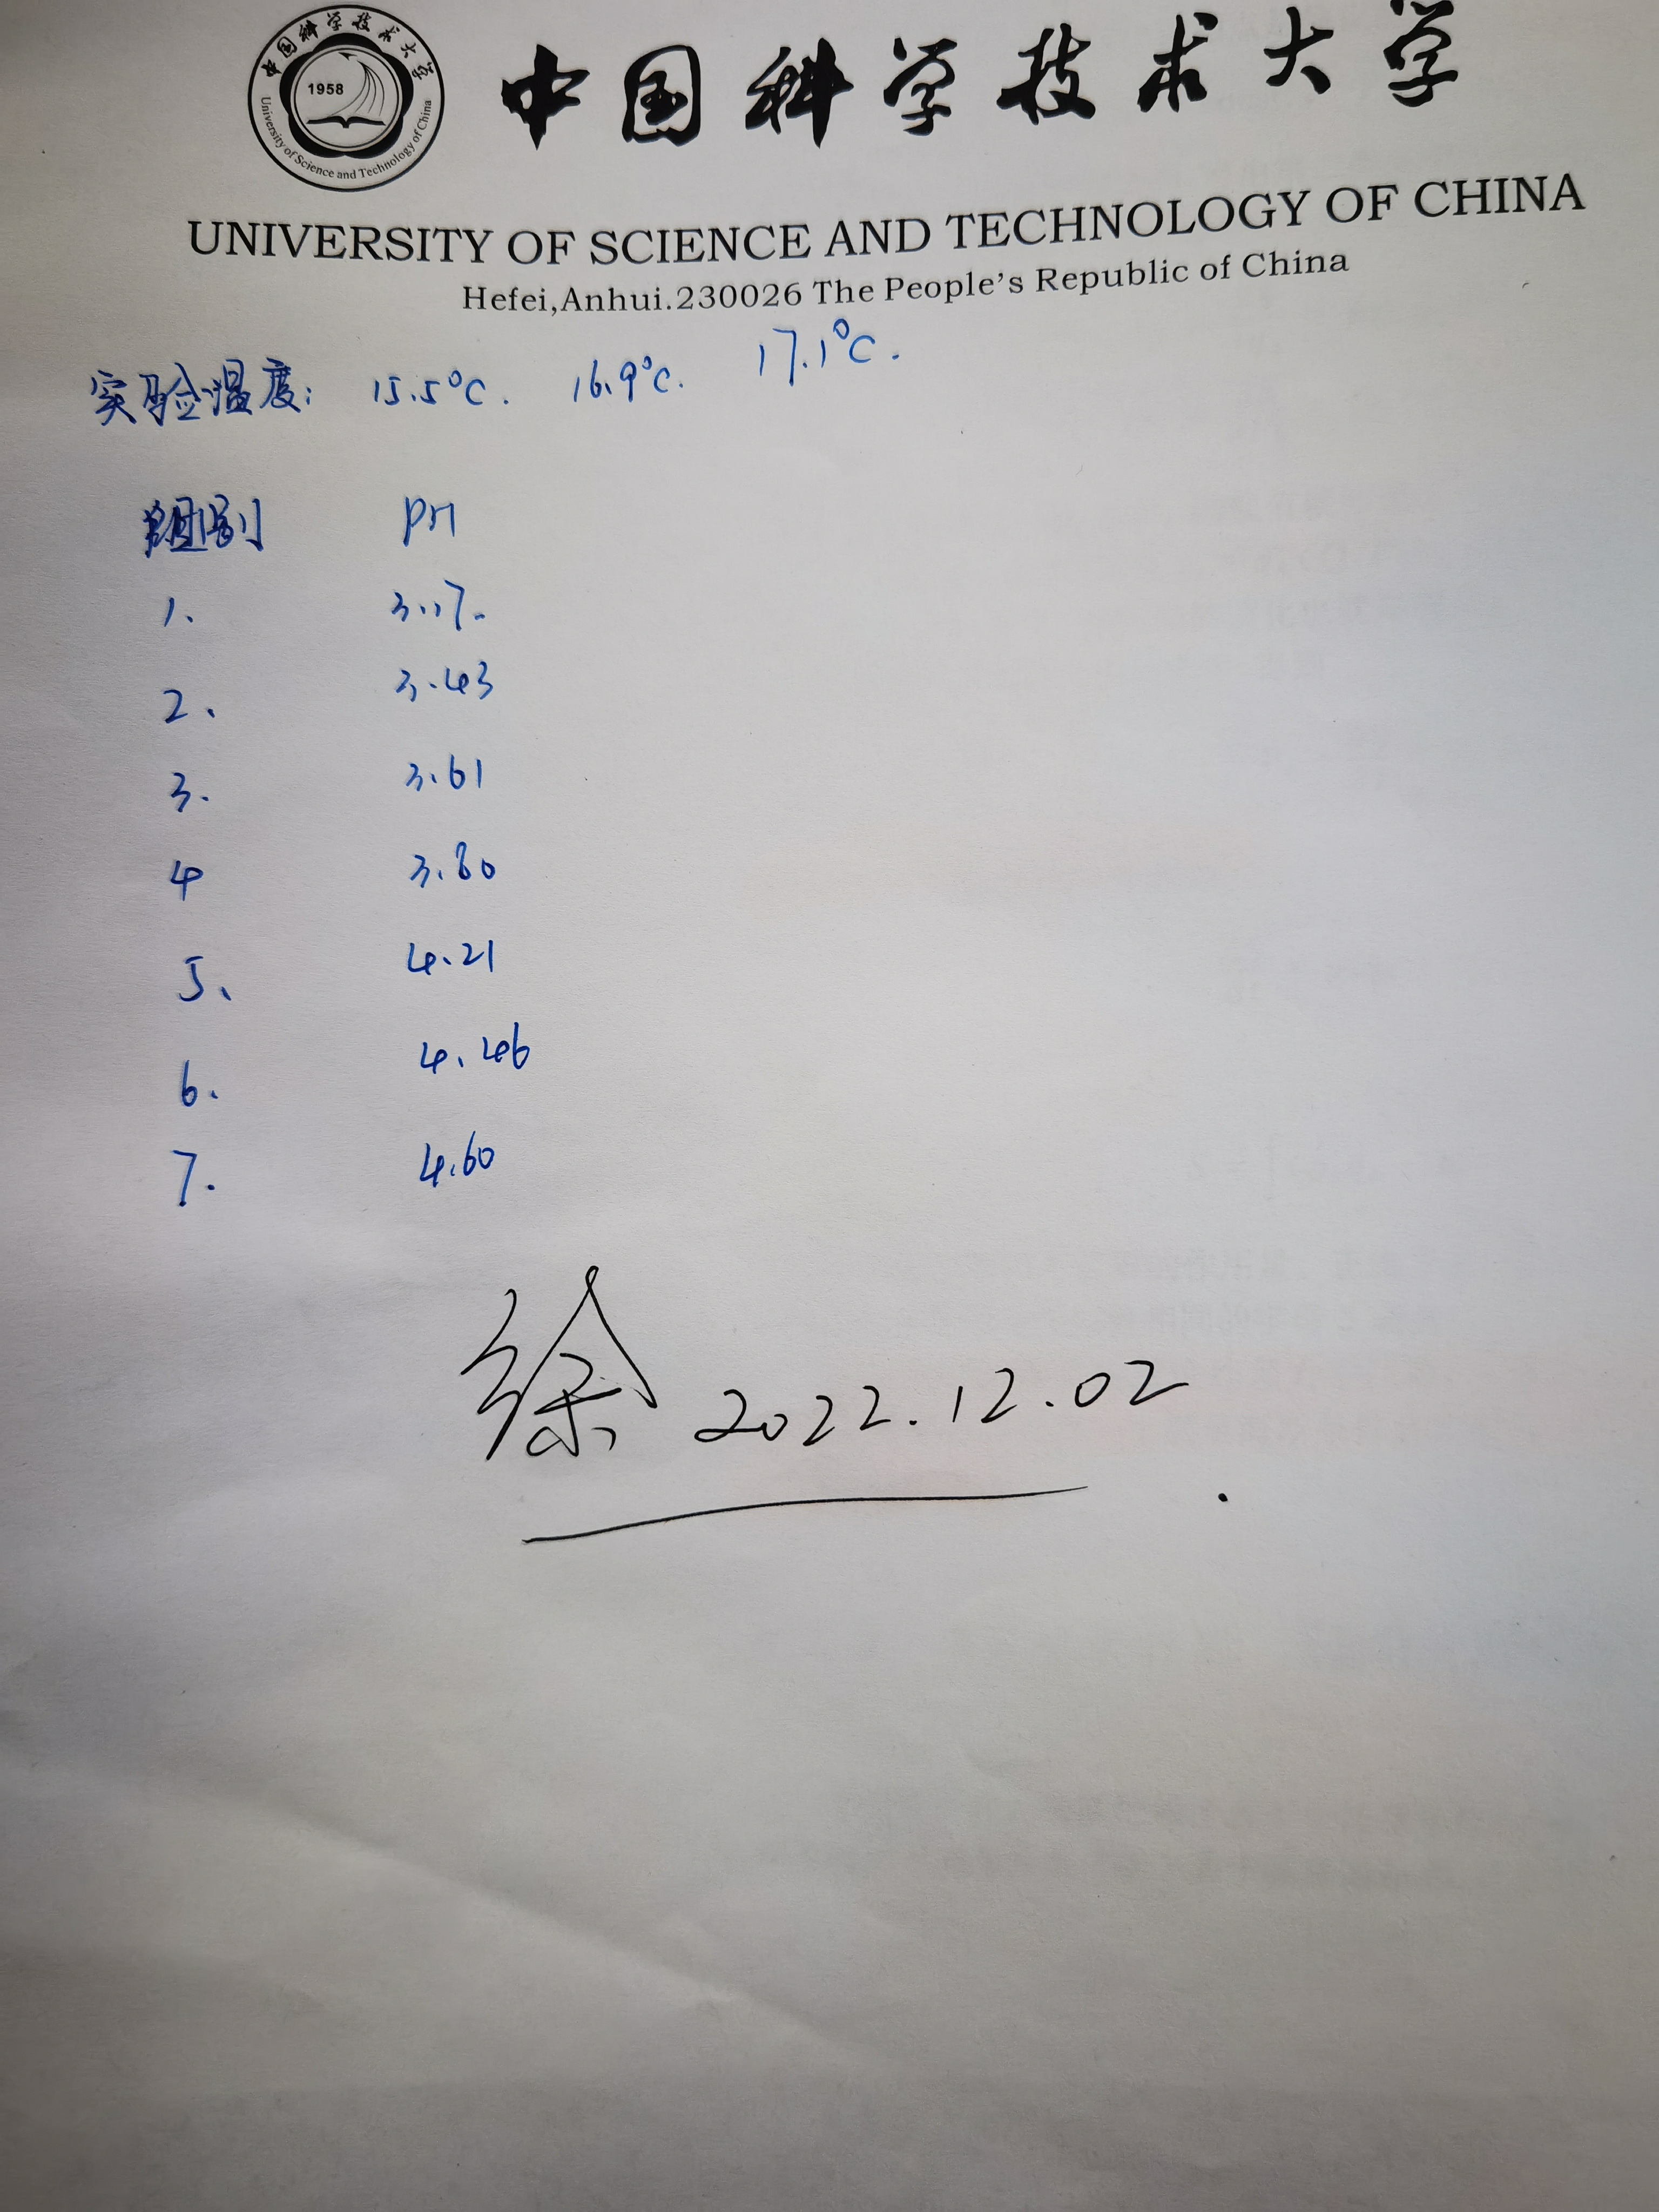 中国科学技术大学
1958
University of Science and Technology of China
中国科学技术大学
UNIVERSITY OF SCIENCE AND TECHNOLOGY OF CHINA
Hefei,Anhui.230026 The People's Republic of China
实验温度: 15.5℃. 16.9℃. 17.1℃.
组别 PH
1. 3.17.
2. 3.43
3. 3.61
4 3.80
5. 4.21
6. 4.46
7. 4.60
徐 2022.12.02